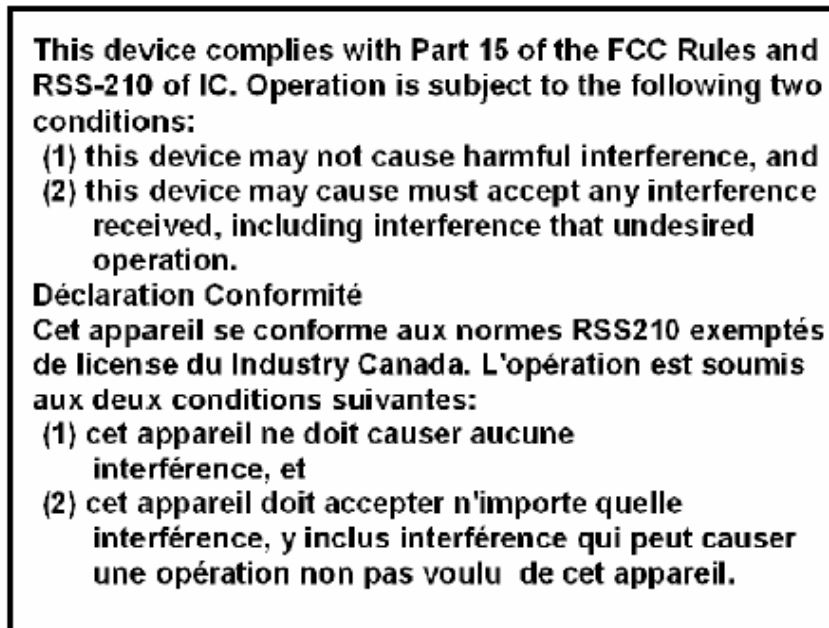 This device complies with Part 15 of the FCC Rules and
RSS-210 of IC. Operation is subject to the following two
conditions:
(1) this device may not cause harmful interference, and
(2) this device may cause must accept any interference
received, including interference that undesired
operation.
Déclaration Conformité
Cet appareil se conforme aux normes RSS210 exemptés
de license du Industry Canada. L'opération est soumis
aux deux conditions suivantes:
(1) cet appareil ne doit causer aucune
interférence, et
(2) cet appareil doit accepter n'importe quelle
interférence, y inclus interférence qui peut causer
une opération non pas voulu de cet appareil.